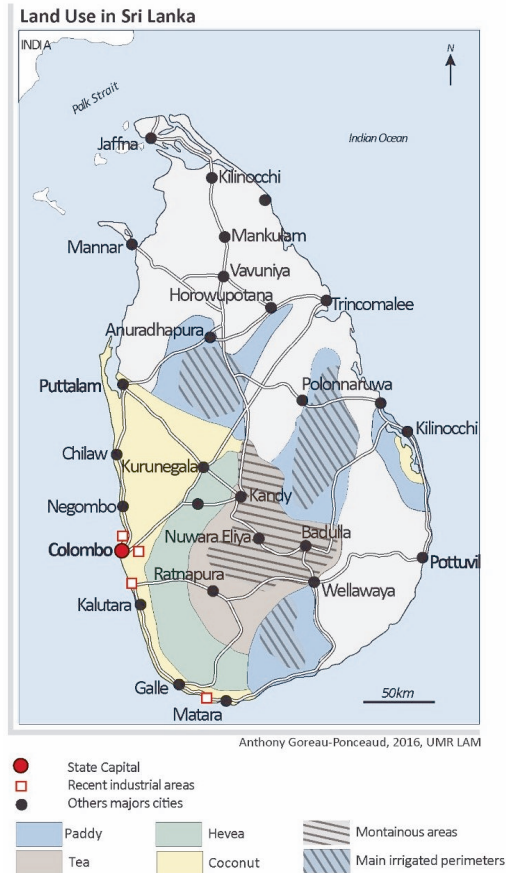 Land Use in Sri Lanka
INDIA
N
Palk Strait
Indian Ocean
Jaffna
Kilinocchi
Mankulam
Mannar
Vavuniya
Horowupotana
Trincomalee
Anuradhapura
Puttalam
Polonnaruwa
Kilinocchi
Chilaw
Kurunegala
Kandy
Negombo
Nuwara Eliya
Badulla
Colombo
Pottuvil
Ratnapura
Wellawaya
Kalutara
Galle
50km
Matara
Anthony Goreau-Ponceaud, 2016, UMR LAM
State Capital
Recent industrial areas
Others majors cities
Paddy
Hevea
Montainous areas
Tea
Coconut
Main irrigated perimeters